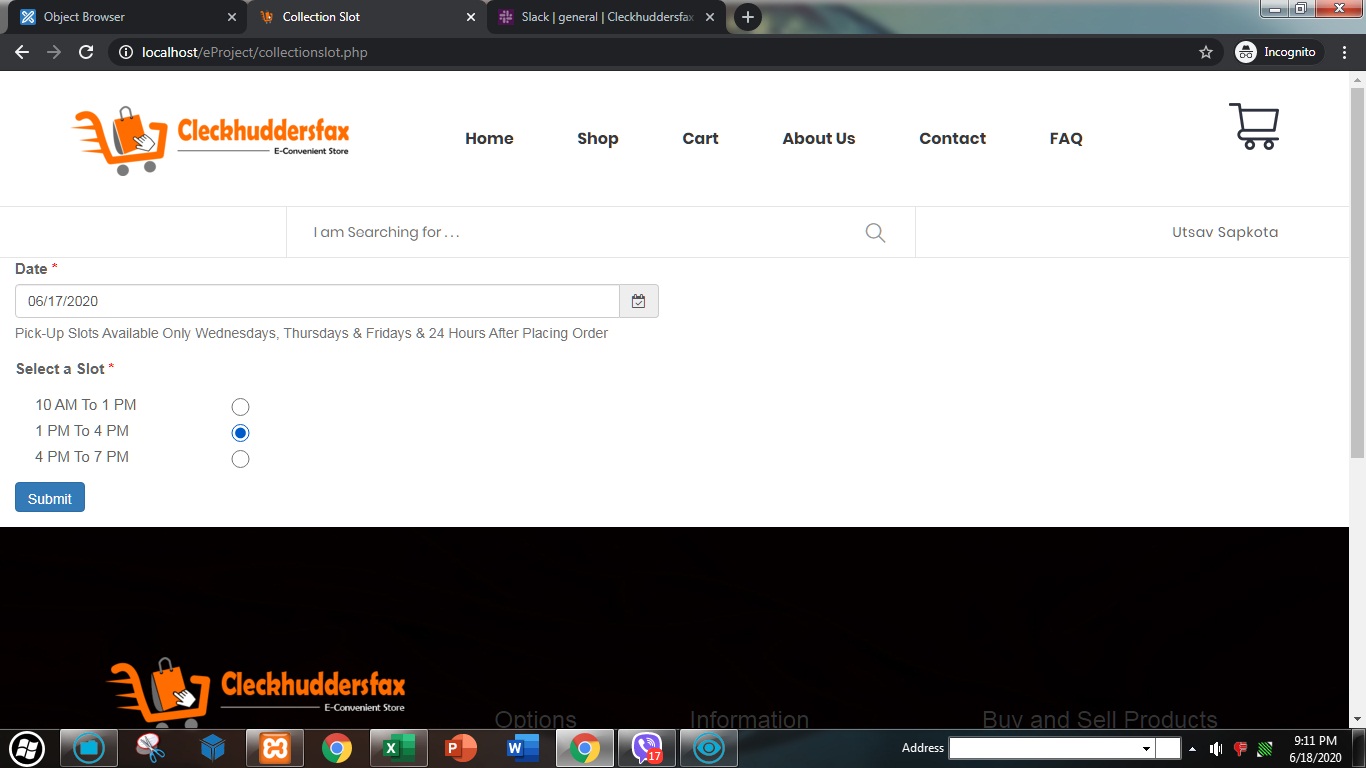 Object Browser
Collection Slot
Slack | general | Cleckhuddersfax
localhost/eProject/collectionslot.php
Incognito
Cleckhuddersfax
E-Convenient Store
Home Shop Cart About Us Contact FAQ
I am Searching for . . .
Utsav Sapkota
Date *
06/17/2020
Pick-Up Slots Available Only Wednesdays, Thursdays & Fridays & 24 Hours After Placing Order
Select a Slot *
10 AM To 1 PM
1 PM To 4 PM
4 PM To 7 PM
Submit
Cleckhuddersfax
E-Convenient Store
Options
Information
Buy and Sell Products
17
Address
9:11 PM
6/18/2020